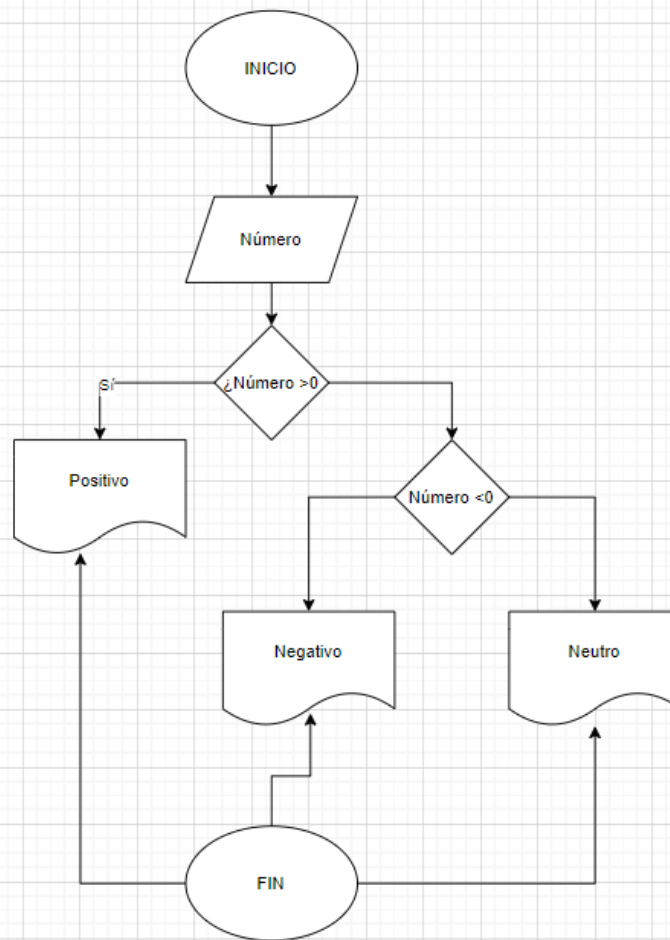 INICIO
Número
¿Número >0
Sí
Positivo
Número <0
Negativo
Neutro
FIN